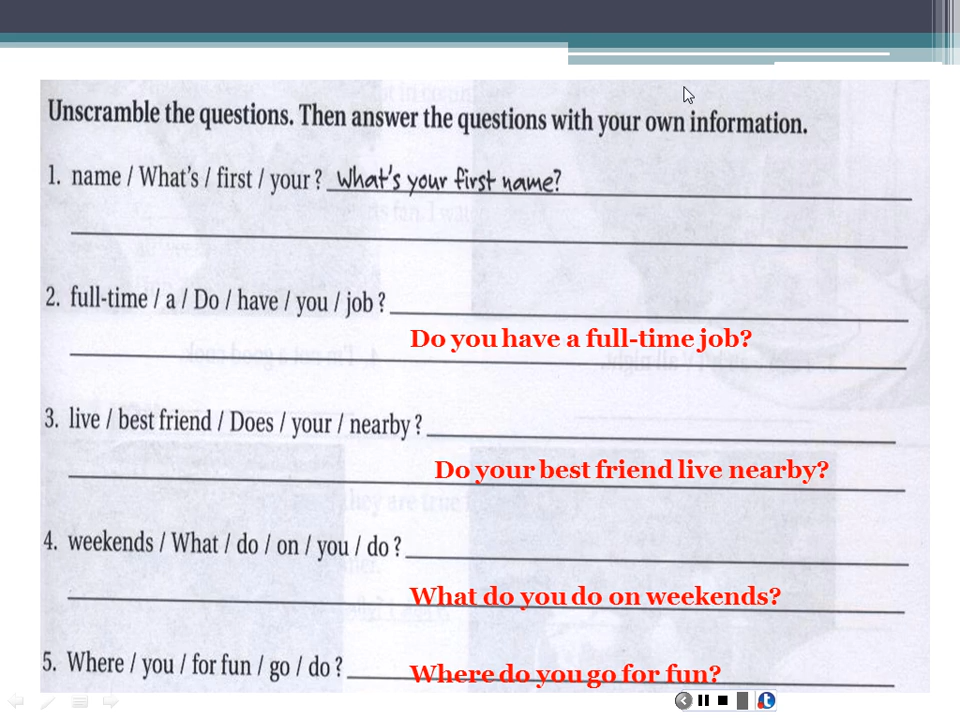 Unscramble the questions. Then answer the questions with your own information.
1. name / What's / first / your ? What's your first name?
2. full-time / a / Do / have / you / job ?
Do you have a full-time job?
3. live / best friend / Does / your / nearby ?
Do your best friend live nearby?
4. weekends / What / do / on / you / do ?
What do you do on weekends?
5. Where / you / for fun / go / do ? Where do you go for fun?